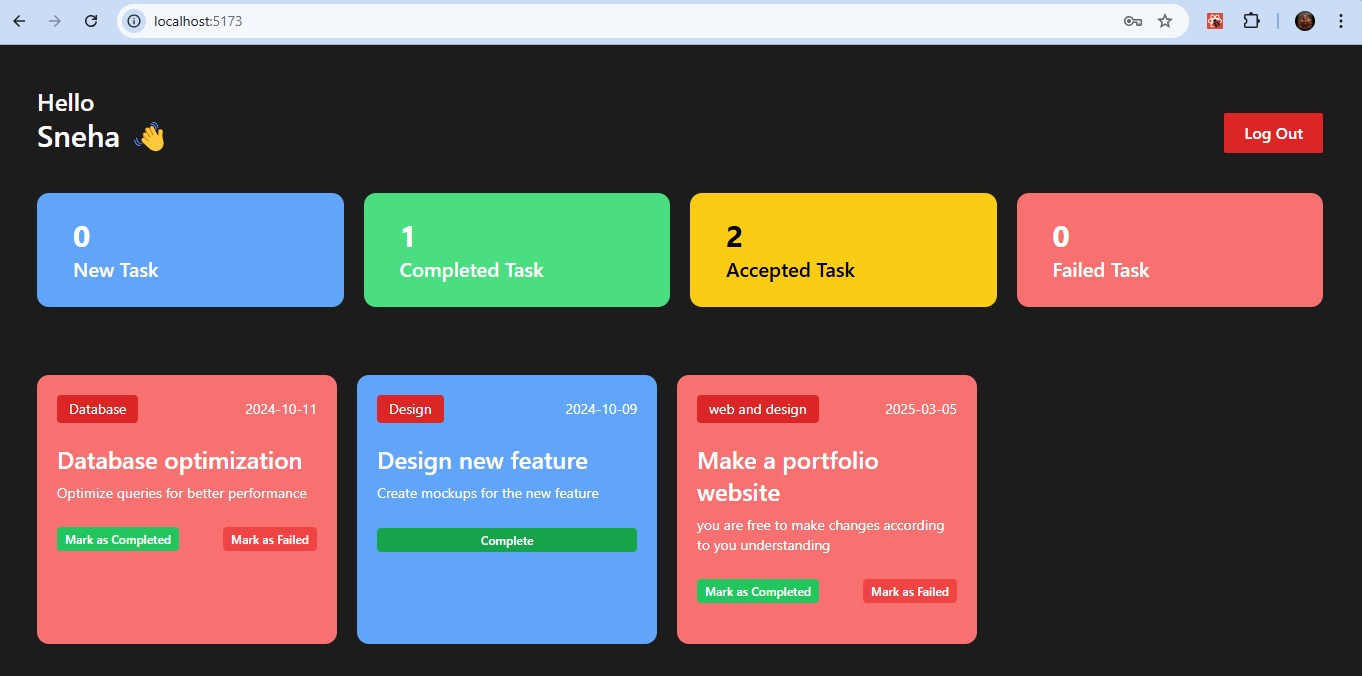 localhost:5173
Hello
Sneha 👋
Log Out
0
New Task
1
Completed Task
2
Accepted Task
0
Failed Task
Database 2024-10-11
Database optimization
Optimize queries for better performance
Mark as Completed Mark as Failed
Design 2024-10-09
Design new feature
Create mockups for the new feature
Complete
web and design 2025-03-05
Make a portfolio
website
you are free to make changes according
to you understanding
Mark as Completed Mark as Failed